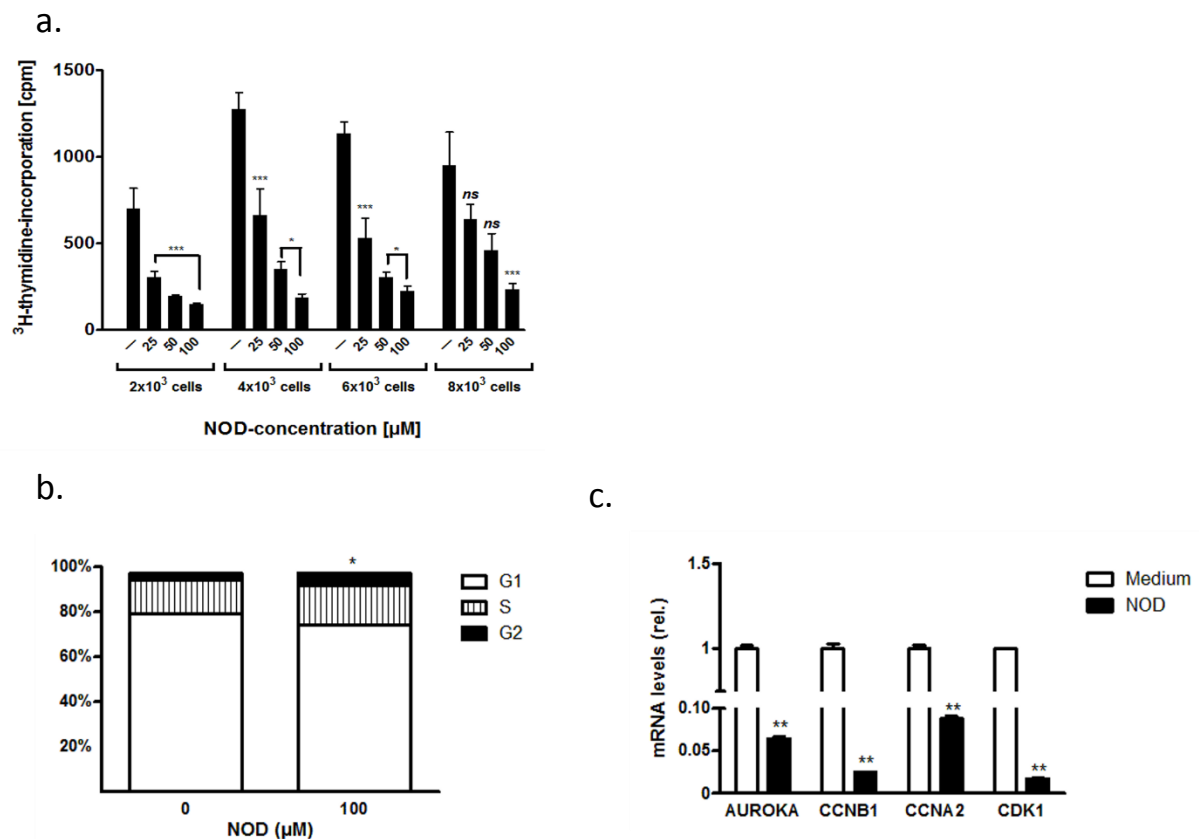 a.
³H-thymidine-incorporation [cpm]
1500
1000
500
0
***
***
*
***
*
ns
ns
***
– 25 50 100 – 25 50 100 – 25 50 100 – 25 50 100
2x10³ cells 4x10³ cells 6x10³ cells 8x10³ cells
NOD-concentration [µM]
b.
100%
80%
60%
40%
20%
*
G1
S
G2
0 100
NOD (µM)
c.
mRNA levels (rel.)
1.5
1
0.10
0.05
0
**
**
**
**
Medium
NOD
AUROKA CCNB1 CCNA2 CDK1